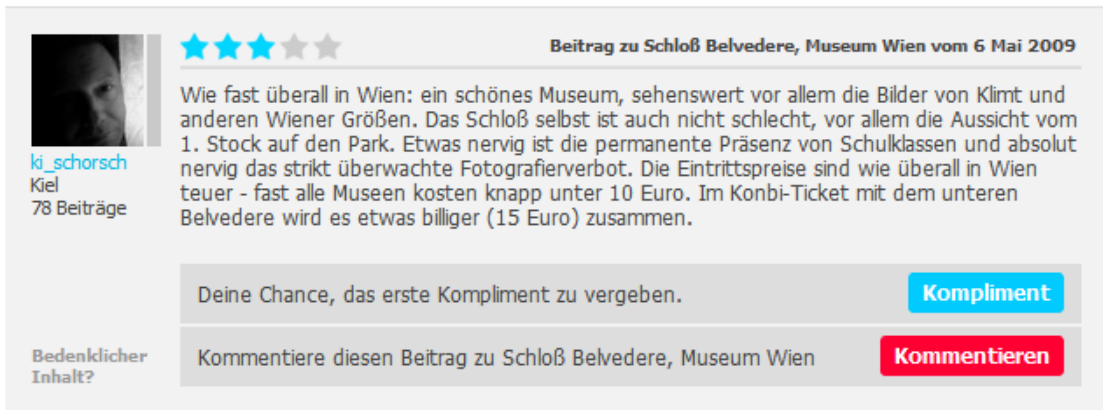 Beitrag zu Schloß Belvedere, Museum Wien vom 6 Mai 2009
Wie fast überall in Wien: ein schönes Museum, sehenswert vor allem die Bilder von Klimt und
anderen Wiener Größen. Das Schloß selbst ist auch nicht schlecht, vor allem die Aussicht vom
1. Stock auf den Park. Etwas nervig ist die permanente Präsenz von Schulklassen und absolut
nervig das strikt überwachte Fotografierverbot. Die Eintrittspreise sind wie überall in Wien
teuer - fast alle Museen kosten knapp unter 10 Euro. Im Konbi-Ticket mit dem unteren
Belvedere wird es etwas billiger (15 Euro) zusammen.
ki_schorsch
Kiel
78 Beiträge
Deine Chance, das erste Kompliment zu vergeben.
Kompliment
Kommentiere diesen Beitrag zu Schloß Belvedere, Museum Wien
Kommentieren
Bedenklicher
Inhalt?